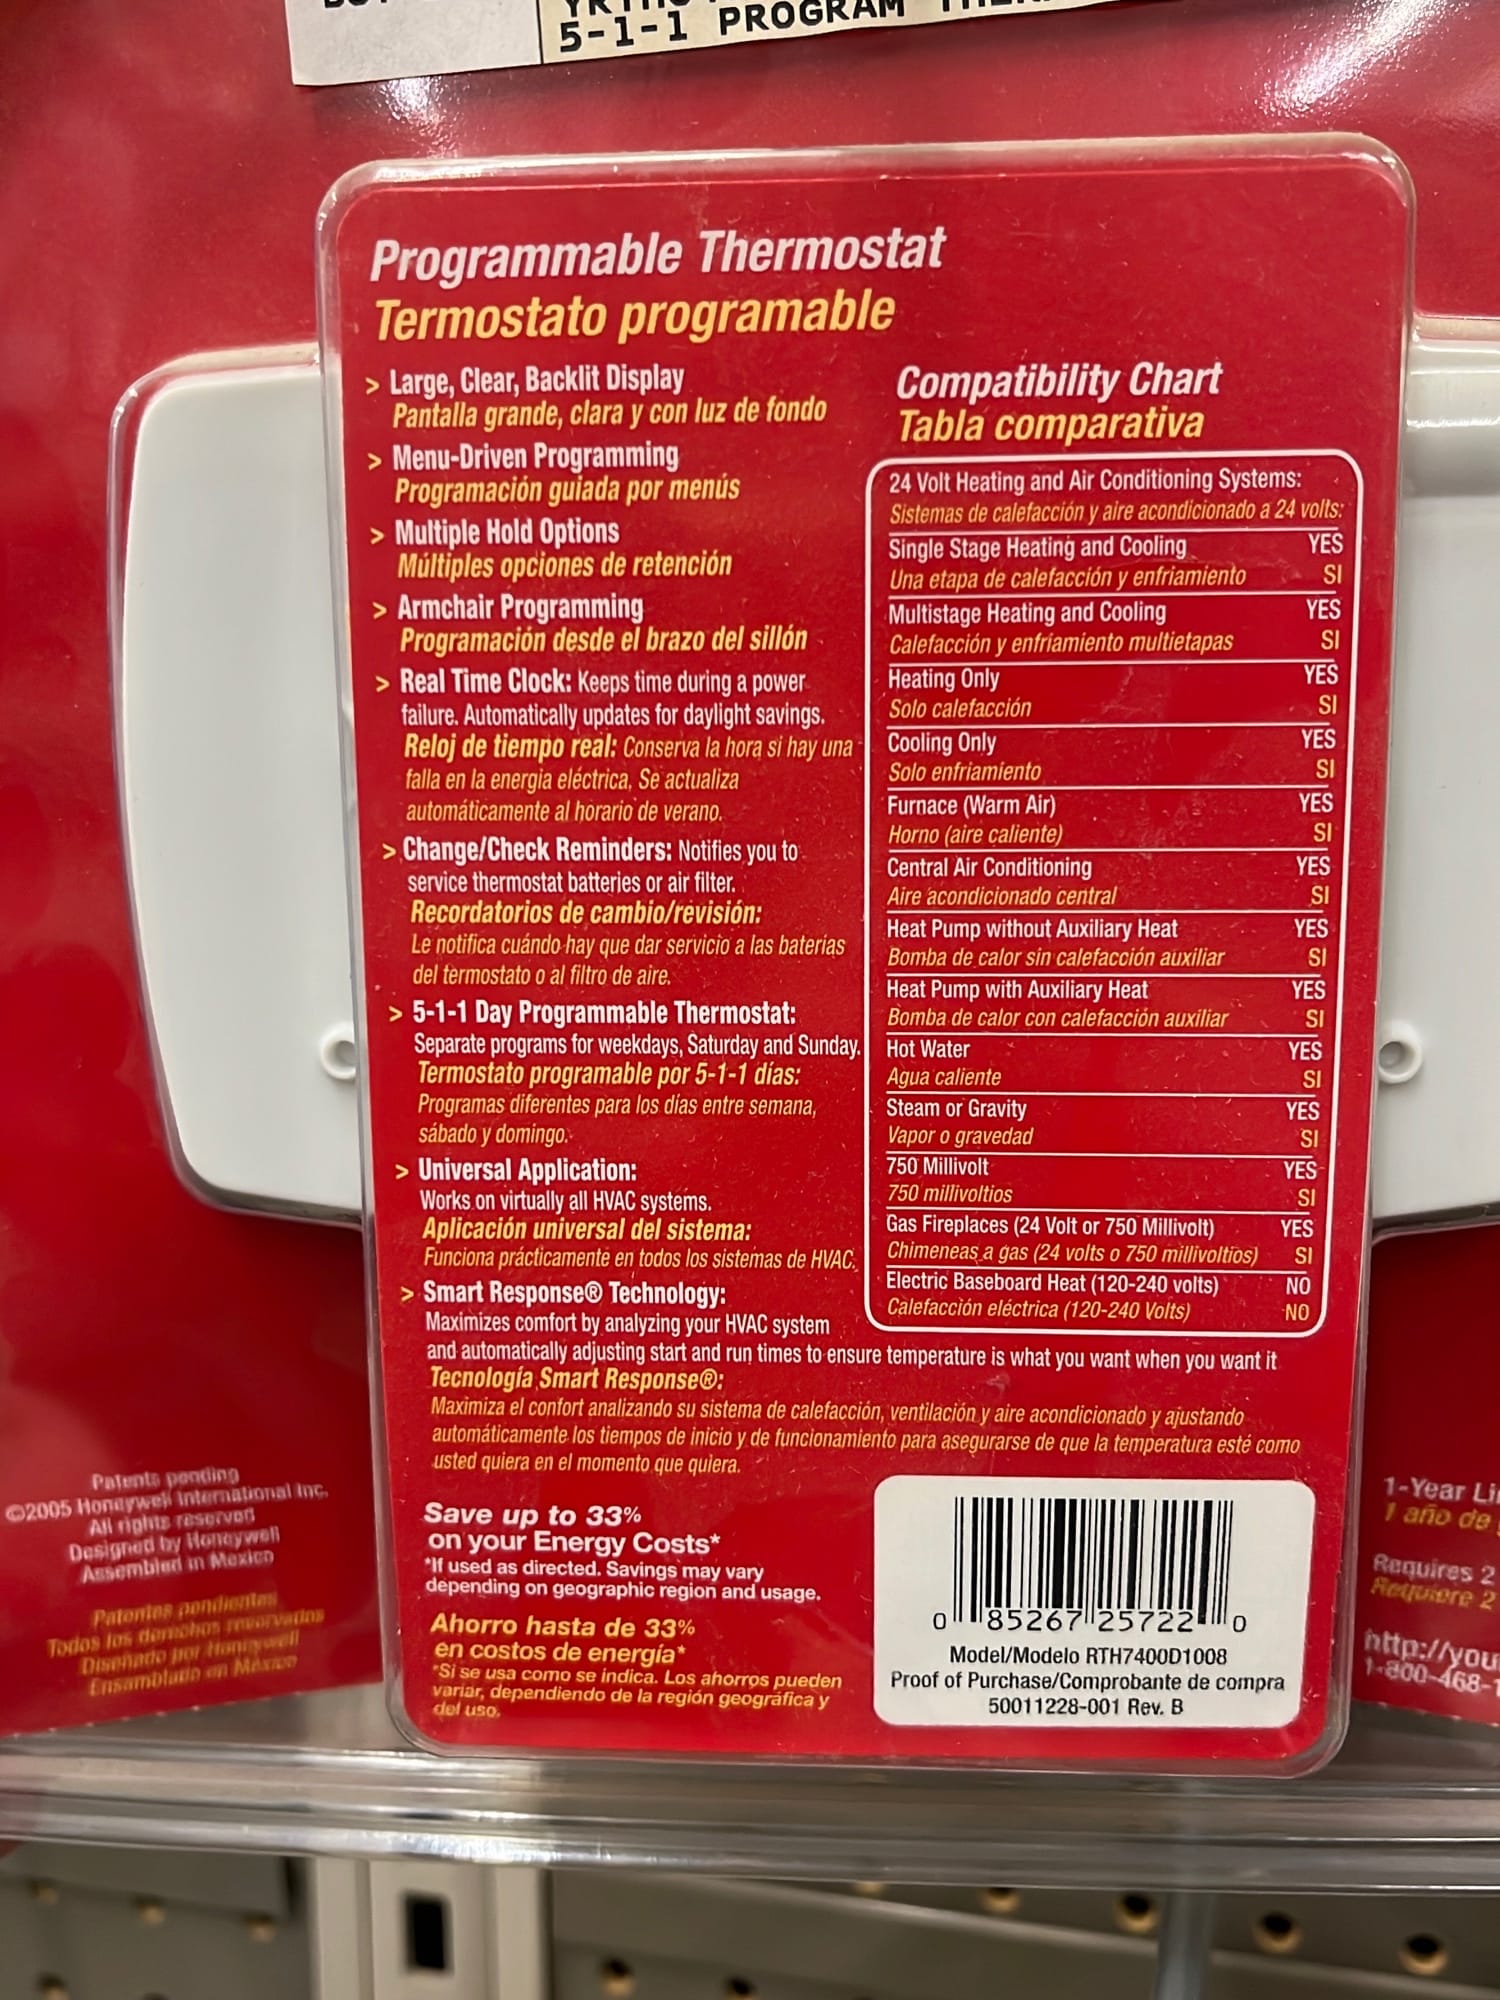 5-1-1 PROGRAM
Programmable Thermostat
Termostato programable
> Large, Clear, Backlit Display
Pantalla grande, clara y con luz de fondo
> Menu-Driven Programming
Programación guiada por menús
> Multiple Hold Options
Múltiples opciones de retención
> Armchair Programming
Programación desde el brazo del sillón
> Real Time Clock: Keeps time during a power
failure. Automatically updates for daylight savings.
Reloj de tiempo real: Conserva la hora si hay una
falla en la energia eléctrica, Se actualiza
automáticamente al horario de verano.
> Change/Check Reminders: Notifies you to
service thermostat batteries or air filter.
Recordatorios de cambio/revisión:
Le notifica cuándo hay que dar servicio a las baterías
del termostato o al filtro de aire.
> 5-1-1 Day Programmable Thermostat:
Separate programs for weekdays, Saturday and Sunday.
Termostato programable por 5-1-1 días:
Programas diferentes para los días entre semana,
sábado y domingo.
> Universal Application:
Works on virtually all HVAC systems.
Aplicación universal del sistema:
Funciona prácticamente en todos los sistemas de HVAC.
> Smart Response® Technology:
Maximizes comfort by analyzing your HVAC system
and automatically adjusting start and run times to ensure temperature is what you want when you want it
Tecnología Smart Response®:
Maximiza el confort analizando su sistema de calefacción, ventilación y aire acondicionado y ajustando
automáticamente los tiempos de inicio y de funcionamiento para asegurarse de que la temperatura esté como
usted quiera en el momento que quiera.
Compatibility Chart
Tabla comparativa
24 Volt Heating and Air Conditioning Systems:
Sistemas de calefacción y aire acondicionado a 24 volts:
Single Stage Heating and Cooling YES
Una etapa de calefacción y enfriamiento SI
Multistage Heating and Cooling YES
Calefacción y enfriamiento multietapas SI
Heating Only YES
Solo calefacción SI
Cooling Only YES
Solo enfriamiento SI
Furnace (Warm Air) YES
Horno (aire caliente) SI
Central Air Conditioning YES
Aire acondicionado central SI
Heat Pump without Auxiliary Heat YES
Bomba de calor sin calefacción auxiliar SI
Heat Pump with Auxiliary Heat YES
Bomba de calor con calefacción auxiliar SI
Hot Water YES
Agua caliente SI
Steam or Gravity YES
Vapor o gravedad SI
750 Millivolt YES
750 millivoltios SI
Gas Fireplaces (24 Volt or 750 Millivolt) YES
Chimeneas a gas (24 volts o 750 millivoltios) SI
Electric Baseboard Heat (120-240 volts) NO
Calefacción eléctrica (120-240 Volts) NO
Save up to 33%
on your Energy Costs*
*If used as directed. Savings may vary
depending on geographic region and usage.
Ahorro hasta de 33%
en costos de energía*
*Si se usa como se indica. Los ahorros pueden
variar, dependiendo de la región geográfica y
del uso.
0 85267 25722 0
Model/Modelo RTH7400D1008
Proof of Purchase/Comprobante de compra
50011228-001 Rev. B
Patents pending
©2005 Honeywell International Inc.
All rights reserved
Designed by Honeywell
Assembled in Mexico
Patentes pendientes
Todos los derechos reservados
Diseñado por Honeywell
Ensamblado en México
1-Year
1 año de
Requires 2
Requiere 2
http://you
1-800-468-